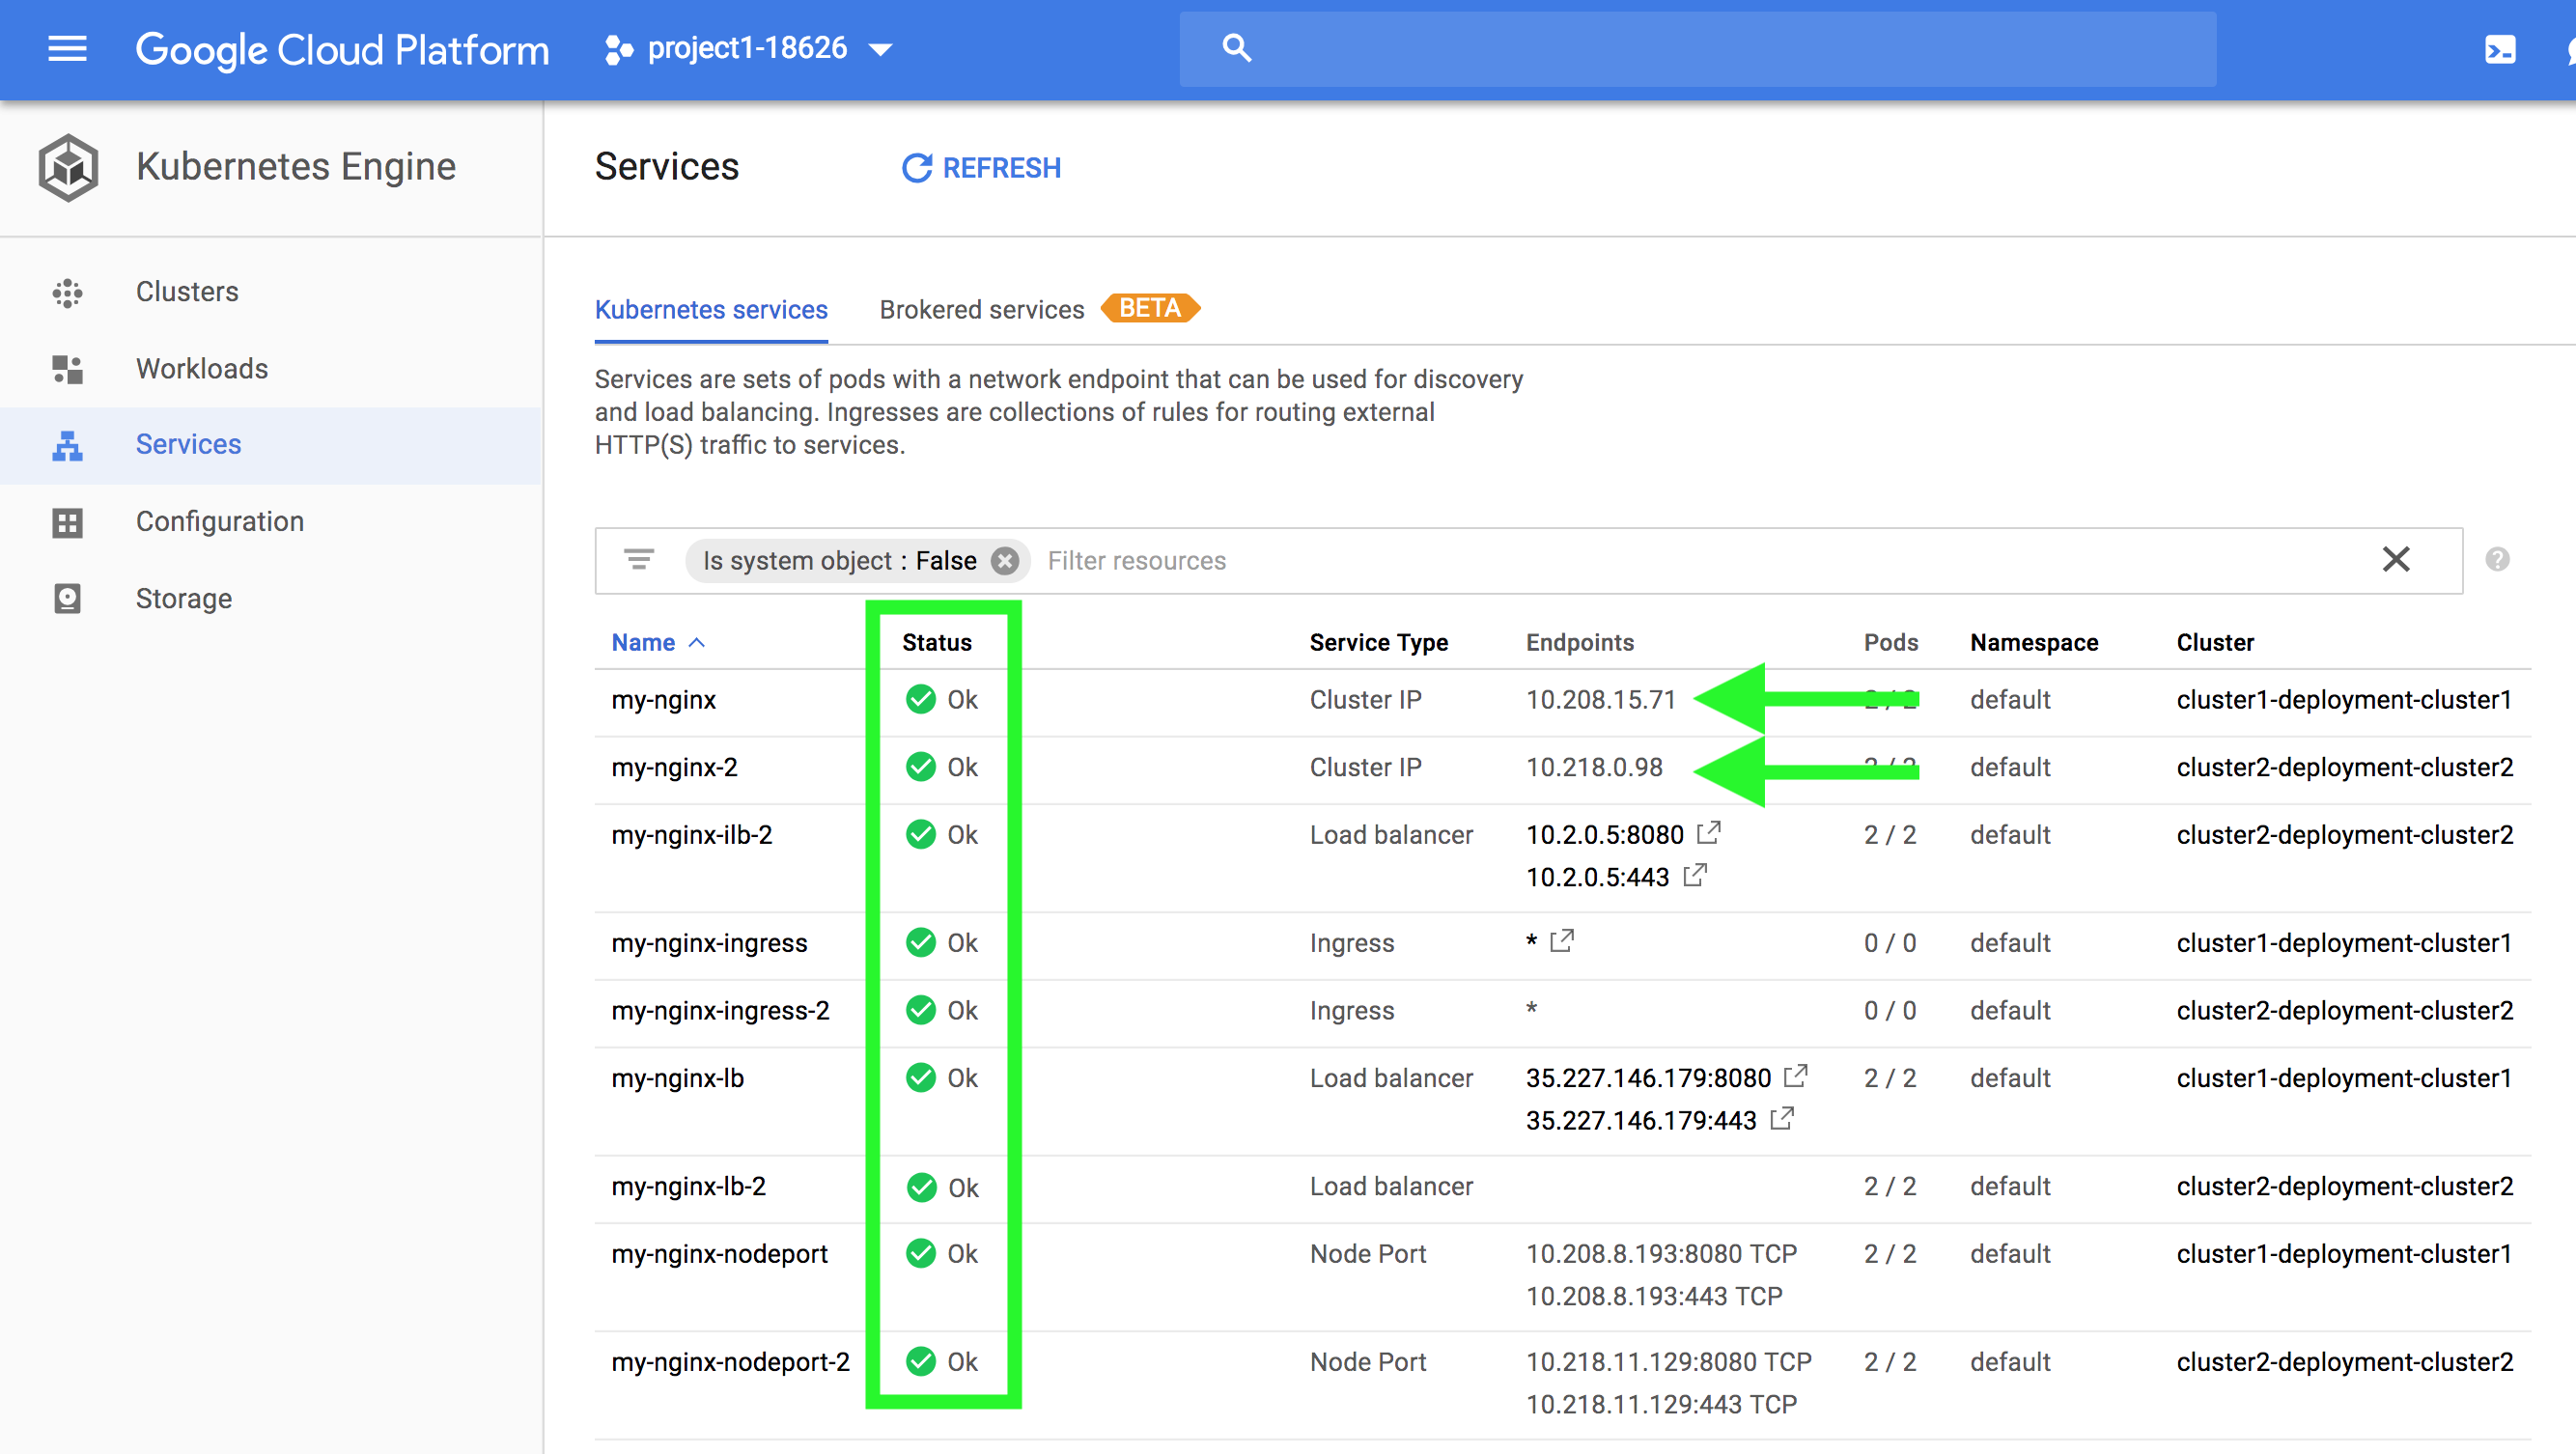 Google Cloud Platform project1-18626
Kubernetes Engine
Services REFRESH
Clusters
Workloads
Services
Configuration
Storage
Kubernetes services Brokered services BETA
Services are sets of pods with a network endpoint that can be used for discovery
and load balancing. Ingresses are collections of rules for routing external
HTTP(S) traffic to services.
Is system object : False Filter resources
Name Status Service Type Endpoints Pods Namespace Cluster
my-nginx Ok Cluster IP 10.208.15.71 default cluster1-deployment-cluster1
my-nginx-2 Ok Cluster IP 10.218.0.98 default cluster2-deployment-cluster2
my-nginx-ilb-2 Ok Load balancer 10.2.0.5:8080 2 / 2 default cluster2-deployment-cluster2
10.2.0.5:443
my-nginx-ingress Ok Ingress * 0 / 0 default cluster1-deployment-cluster1
my-nginx-ingress-2 Ok Ingress * 0 / 0 default cluster2-deployment-cluster2
my-nginx-lb Ok Load balancer 35.227.146.179:8080 2 / 2 default cluster1-deployment-cluster1
35.227.146.179:443
my-nginx-lb-2 Ok Load balancer 2 / 2 default cluster2-deployment-cluster2
my-nginx-nodeport Ok Node Port 10.208.8.193:8080 TCP 2 / 2 default cluster1-deployment-cluster1
10.208.8.193:443 TCP
my-nginx-nodeport-2 Ok Node Port 10.218.11.129:8080 TCP 2 / 2 default cluster2-deployment-cluster2
10.218.11.129:443 TCP